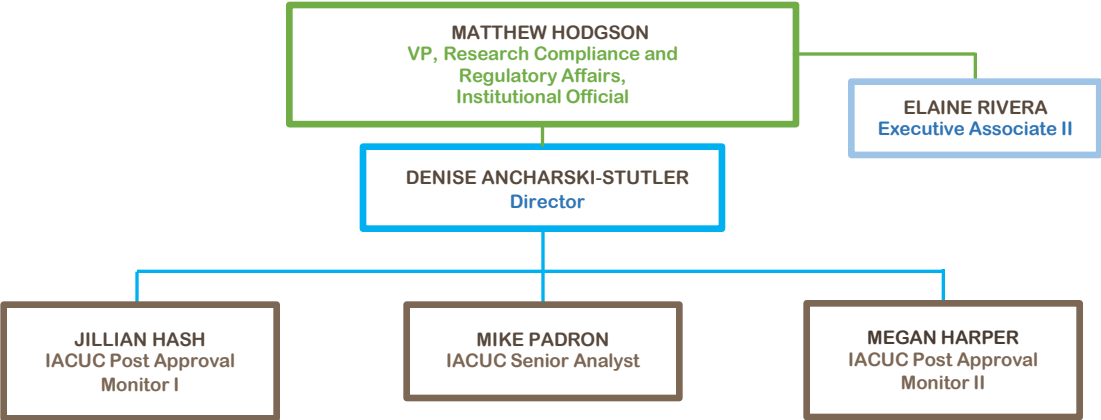 MATTHEW HODGSON
VP, Research Compliance and
Regulatory Affairs,
Institutional Official
ELAINE RIVERA
Executive Associate II
DENISE ANCHARSKI-STUTLER
Director
JILLIAN HASH
IACUC Post Approval
Monitor I
MIKE PADRON
IACUC Senior Analyst
MEGAN HARPER
IACUC Post Approval
Monitor II